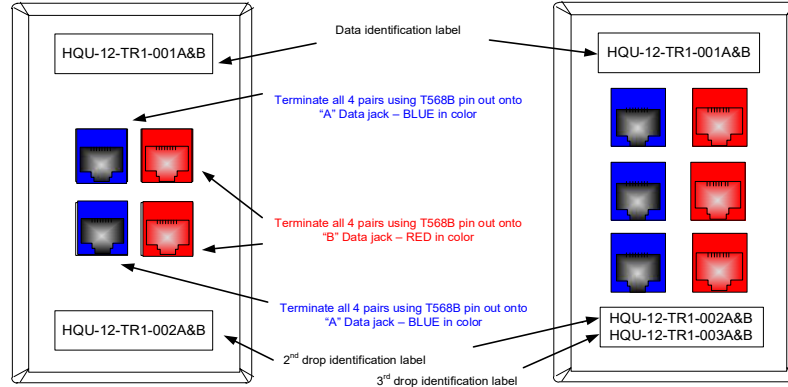 HQU-12-TR1-001A&B
Data identification label
HQU-12-TR1-001A&B
Terminate all 4 pairs using T568B pin out onto
“A” Data jack – BLUE in color
Terminate all 4 pairs using T568B pin out onto
“B” Data jack – RED in color
Terminate all 4 pairs using T568B pin out onto
“A” Data jack – BLUE in color
HQU-12-TR1-002A&B
HQU-12-TR1-002A&B
HQU-12-TR1-003A&B
2nd drop identification label
3rd drop identification label